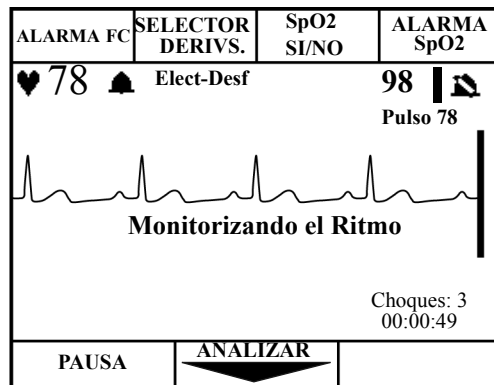 ALARMA FC
SELECTOR
DERIVS.
SpO2
SI/NO
ALARMA
SpO2
78
Elect-Desf
98
Pulso 78
Monitorizando el Ritmo
Choques: 3
00:00:49
PAUSA
ANALIZAR